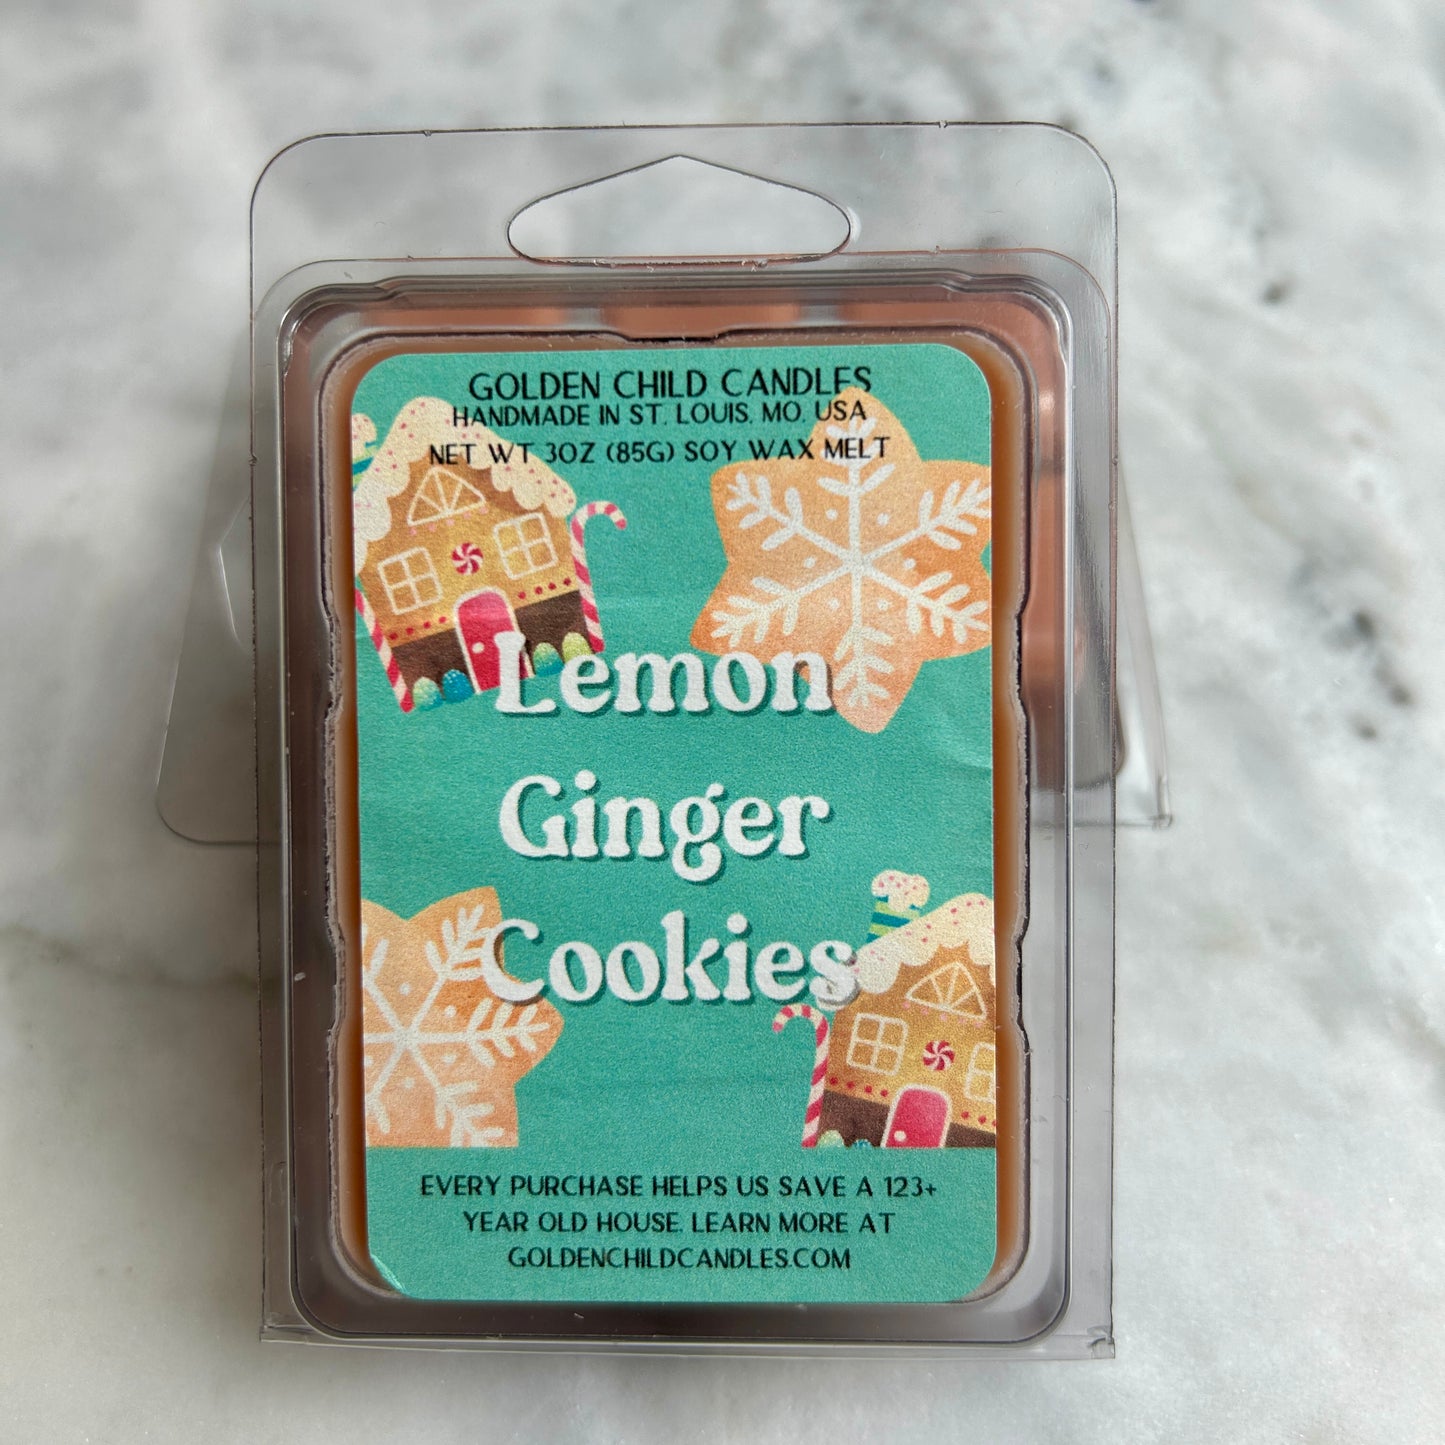 GOLDEN CHILD CANDLES
HANDMADE IN ST. LOUIS, MO, USA
NET WT 3OZ (85G) SOY WAX MELT
Lemon
Ginger
Cookies
EVERY PURCHASE HELPS US SAVE A 123+
YEAR OLD HOUSE. LEARN MORE AT
GOLDENCHILDCANDLES.COM